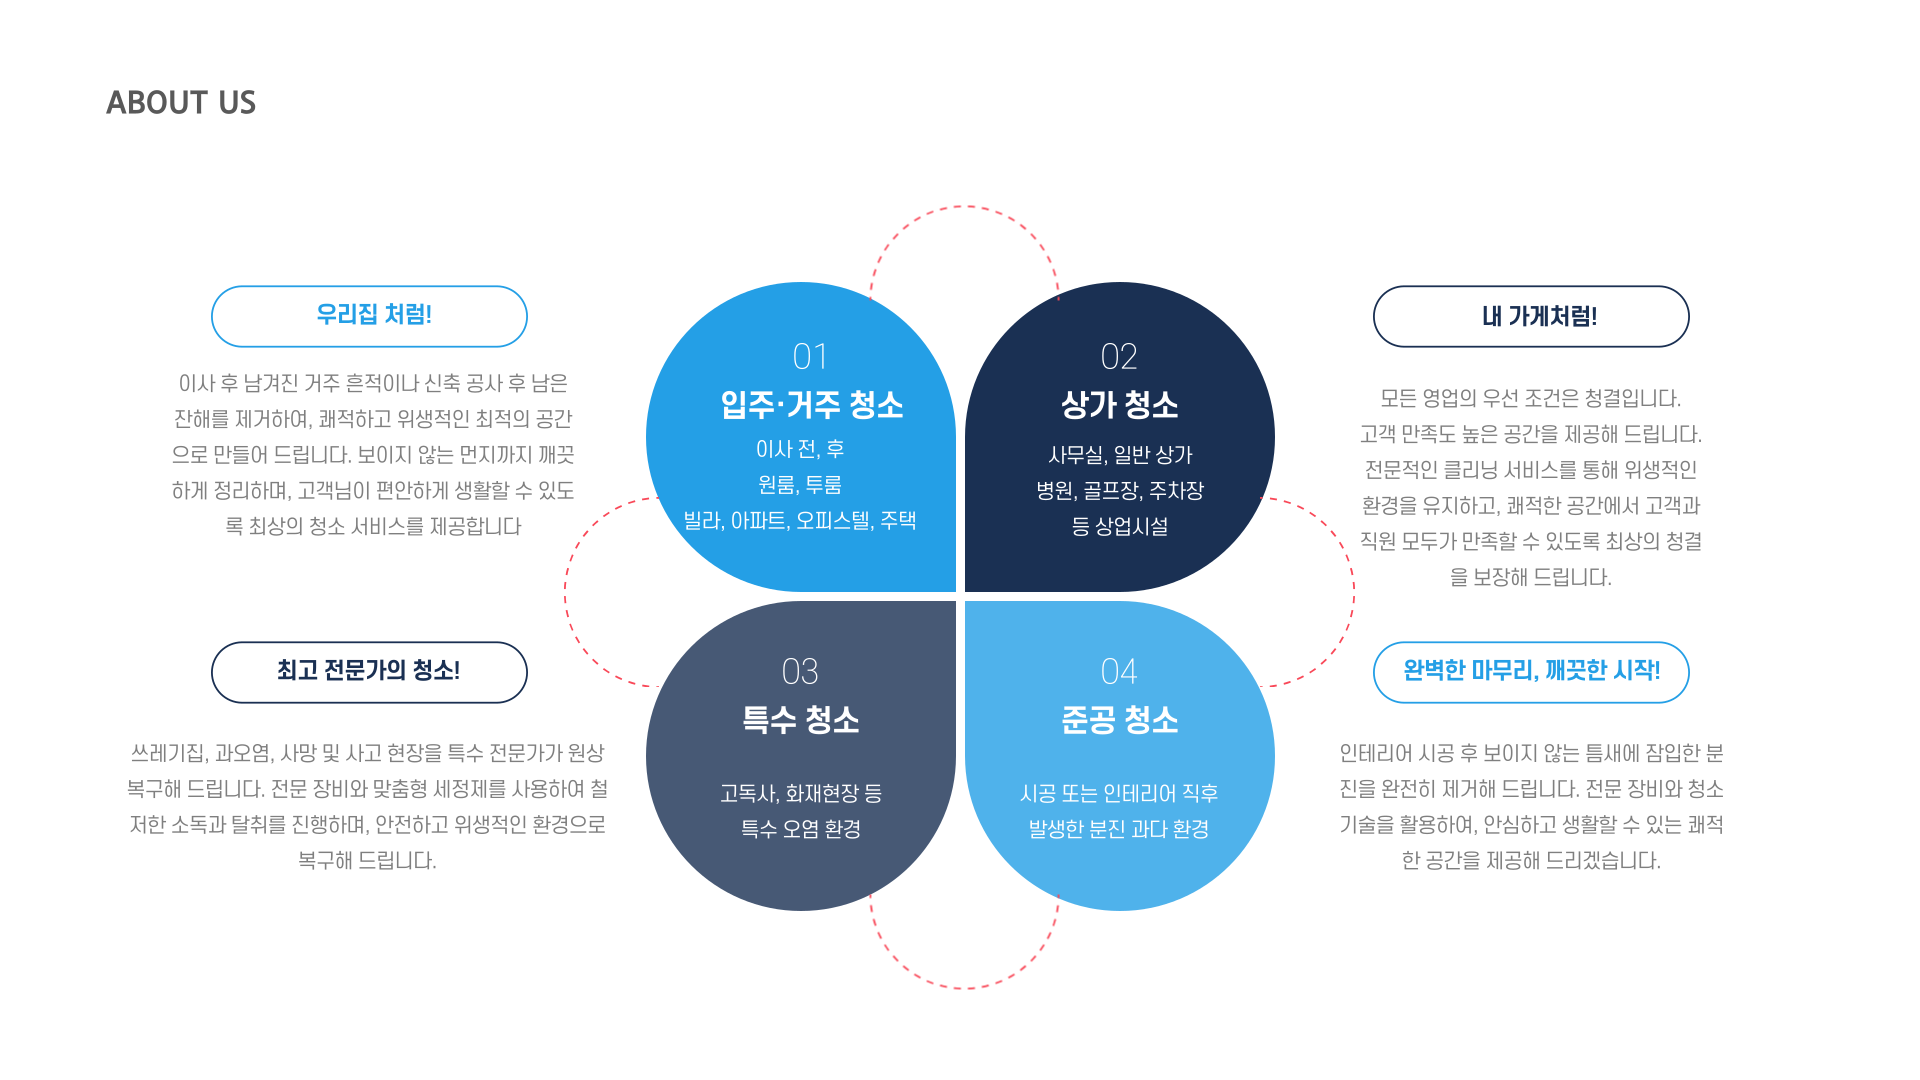 ABOUT US
우리집 처럼!
이사 후 남겨진 거주 흔적이나 신축 공사 후 남은
잔해를 제거하여, 쾌적하고 위생적인 최적의 공간
으로 만들어 드립니다. 보이지 않는 먼지까지 깨끗
하게 정리하며, 고객님이 편안하게 생활할 수 있도
록 최상의 청소 서비스를 제공합니다
01
입주·거주 청소
이사 전, 후
원룸, 투룸
빌라, 아파트, 오피스텔, 주택
02
상가 청소
사무실, 일반 상가
병원, 골프장, 주차장
등 상업시설
내 가게처럼!
모든 영업의 우선 조건은 청결입니다.
고객 만족도 높은 공간을 제공해 드립니다.
전문적인 클리닝 서비스를 통해 위생적인
환경을 유지하고, 쾌적한 공간에서 고객과
직원 모두가 만족할 수 있도록 최상의 청결
을 보장해 드립니다.
최고 전문가의 청소!
쓰레기집, 과오염, 사망 및 사고 현장을 특수 전문가가 원상
복구해 드립니다. 전문 장비와 맞춤형 세정제를 사용하여 철
저한 소독과 탈취를 진행하며, 안전하고 위생적인 환경으로
복구해 드립니다.
03
특수 청소
고독사, 화재현장 등
특수 오염 환경
04
준공 청소
시공 또는 인테리어 직후
발생한 분진 과다 환경
완벽한 마무리, 깨끗한 시작!
인테리어 시공 후 보이지 않는 틈새에 잠입한 분
진을 완전히 제거해 드립니다. 전문 장비와 청소
기술을 활용하여, 안심하고 생활할 수 있는 쾌적
한 공간을 제공해 드리겠습니다.